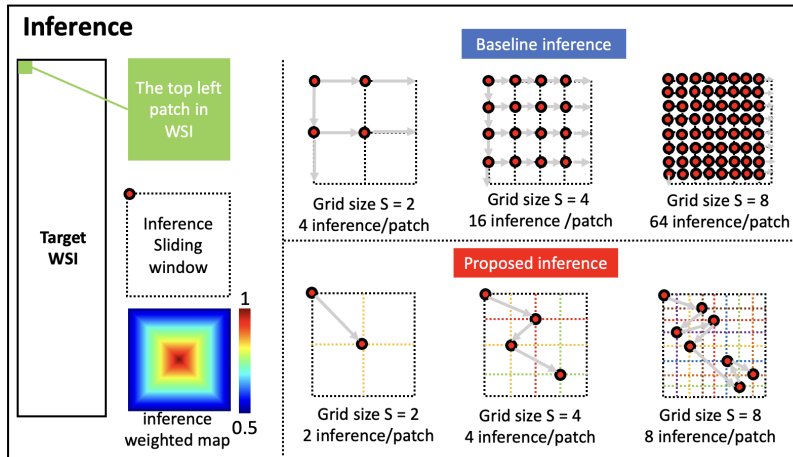 Inference
The top left
patch in
WSI
Target
WSI
Inference
Sliding
window
1
0.5
inference
weighted map
Baseline inference
Grid size S = 2
4 inference/patch
Grid size S = 4
16 inference /patch
Grid size S = 8
64 inference/patch
Proposed inference
Grid size S = 2
2 inference/patch
Grid size S = 4
4 inference/patch
Grid size S = 8
8 inference/patch